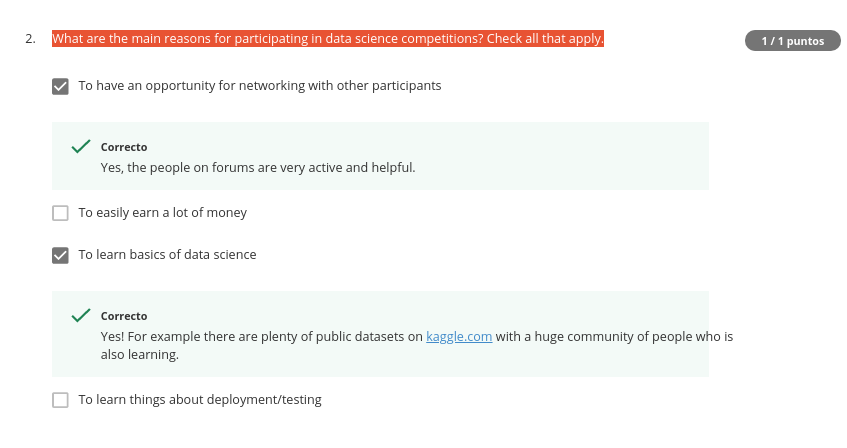 2. What are the main reasons for participating in data science competitions? Check all that apply.
1 / 1 puntos
To have an opportunity for networking with other participants
Correcto
Yes, the people on forums are very active and helpful.
To easily earn a lot of money
To learn basics of data science
Correcto
Yes! For example there are plenty of public datasets on kaggle.com with a huge community of people who is
also learning.
To learn things about deployment/testing